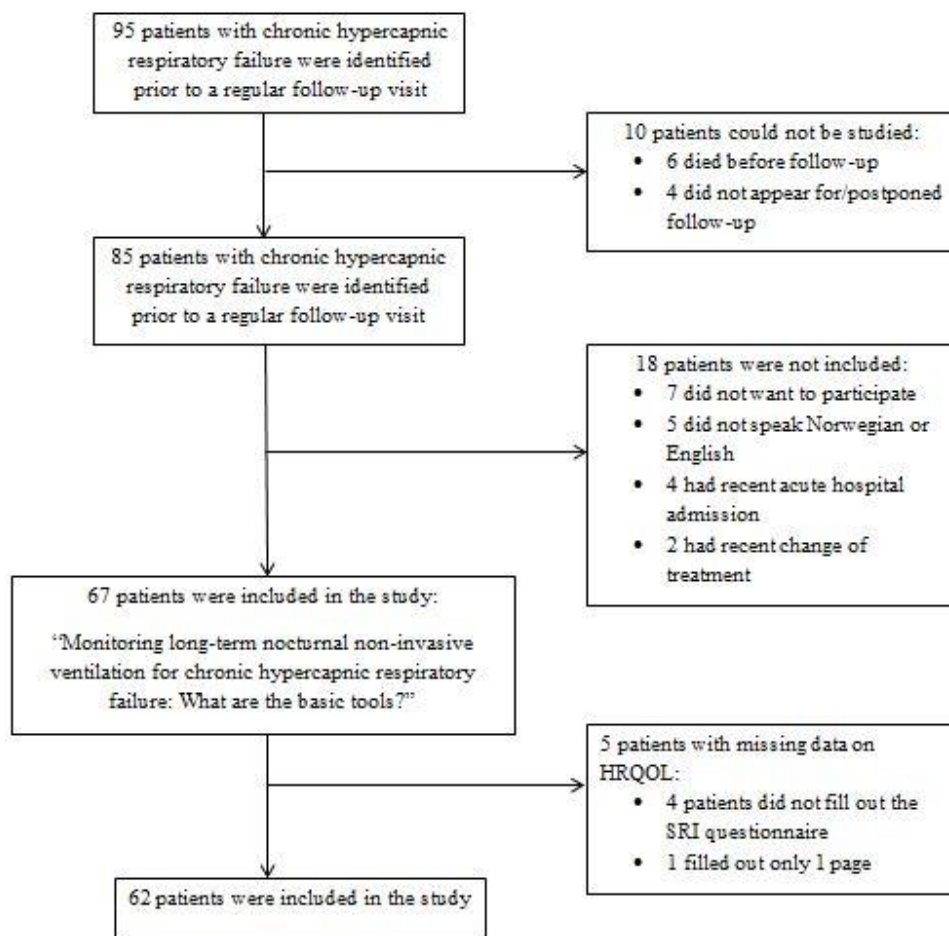 95 patients with chronic hypercapnic
respiratory failure were identified
prior to a regular follow-up visit
10 patients could not be studied:
• 6 died before follow-up
• 4 did not appear for/postponed
follow-up
85 patients with chronic hypercapnic
respiratory failure were identified
prior to a regular follow-up visit
18 patients were not included:
• 7 did not want to participate
• 5 did not speak Norwegian or
English
• 4 had recent acute hospital
admission
• 2 had recent change of
treatment
67 patients were included in the study:
“Monitoring long-term nocturnal non-invasive
ventilation for chronic hypercapnic respiratory
failure: What are the basic tools?”
5 patients with missing data on
HRQOL:
• 4 patients did not fill out the
SRI questionnaire
• 1 filled out only 1 page
62 patients were included in the study